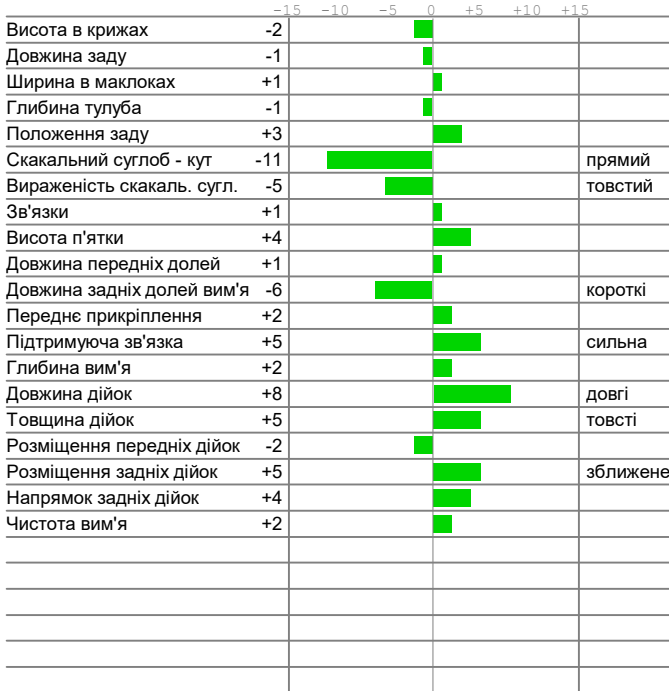 -15 -10 -5 0 +5 +10 +15
Висота в крижах -2
Довжина заду -1
Ширина в маклоках +1
Глибина тулуба -1
Положення заду +3
Скакальний суглоб - кут -11 прямий
Вираженість скакаль. сугл. -5 товстий
Зв'язки +1
Висота п'ятки +4
Довжина передніх долей +1
Довжина задніх долей вим'я -6 короткі
Переднє прикріплення +2
Підтримуюча зв'язка +5 сильна
Глибина вим'я +2
Довжина дійок +8 довгі
Товщина дійок +5 товсті
Розміщення передніх дійок -2
Розміщення задніх дійок +5 зближене
Напрямок задніх дійок +4
Чистота вим'я +2